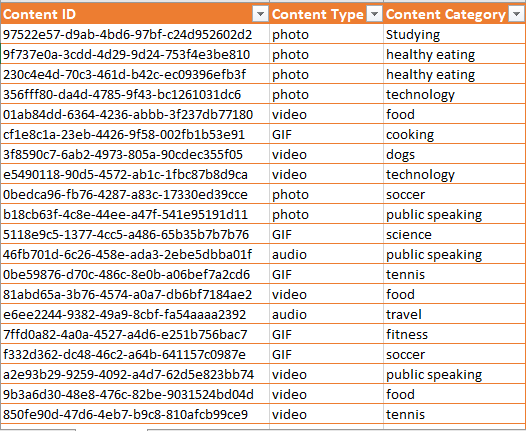 Content ID Content Type Content Category
97522e57-d9ab-4bd6-97bf-c24d952602d2 photo Studying
9f737e0a-3cdd-4d29-9d24-753f4e3be810 photo healthy eating
230c4e4d-70c3-461d-b42c-ec09396efb3f photo healthy eating
356fff80-da4d-4785-9f43-bc1261031dc6 photo technology
01ab84dd-6364-4236-abbb-3f237db77180 video food
cf1e8c1a-23eb-4426-9f58-002fb1b53e91 GIF cooking
3f8590c7-6ab2-4973-805a-90cdec355f05 video dogs
e5490118-90d5-4572-ab1c-1fbc87b8d9ca video technology
0bedca96-fb76-4287-a83c-17330ed39cce photo soccer
b18cb63f-4c8e-44ee-a47f-541e95191d11 photo public speaking
5118e9c5-1377-4cc5-a486-65b35b7b7b76 GIF science
46fb701d-6c26-458e-ada3-2ebe5dbba01f audio public speaking
0be59876-d70c-486c-8e0b-a06bef7a2cd6 GIF tennis
81abd65a-3b76-4574-a0a7-db6bf7184ae2 video food
e6ee2244-9382-49a9-8cbf-fa54aaaa2392 audio travel
7ffd0a82-4a0a-4527-a4d6-e251b756bac7 GIF fitness
f332d362-dc48-46c2-a64b-641157c0987e GIF soccer
a2e93b29-9259-4092-a4d7-62d5e823bb74 video public speaking
9b3a6d30-48e8-476c-82be-9031524bd04d video food
850fe90d-47d6-4eb7-b9c8-810afcb99ce9 video tennis